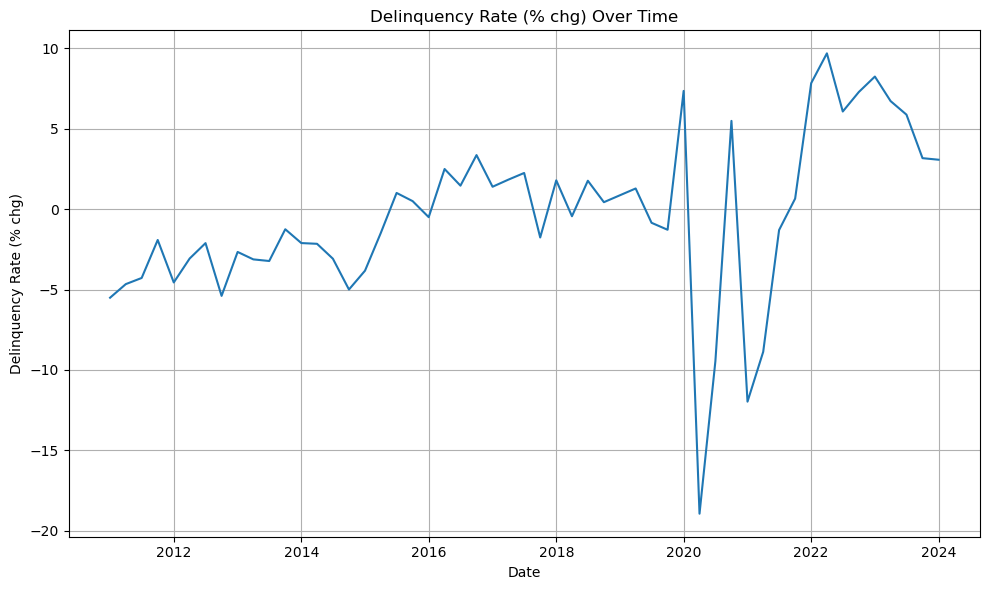 Delinquency Rate (% chg) Over Time
Delinquency Rate (% chg)
10
5
0
−5
−10
−15
−20
2012 2014 2016 2018 2020 2022 2024
Date